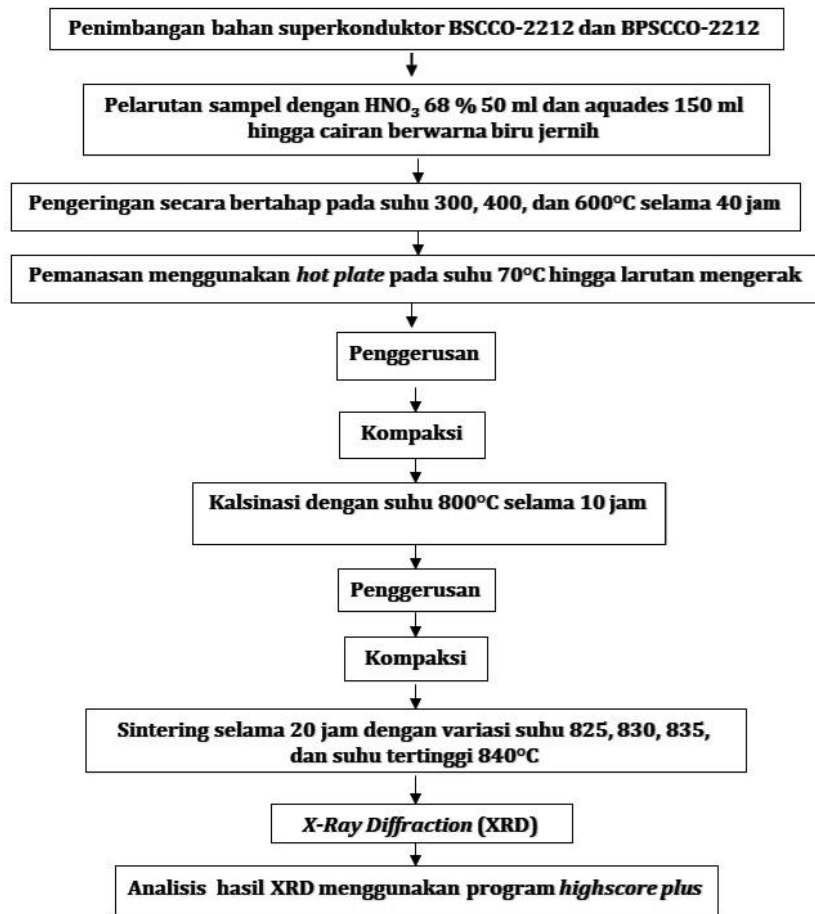 Penimbangan bahan superkonduktor BSCCO-2212 dan BPSCCO-2212
Pelarutan sampel dengan HNO₃ 68 % 50 ml dan aquades 150 ml
hingga cairan berwarna biru jernih
Pengeringan secara bertahap pada suhu 300, 400, dan 600°C selama 40 jam
Pemanasan menggunakan hot plate pada suhu 70°C hingga larutan mengerak
Penggerusan
Kompaksi
Kalsinasi dengan suhu 800°C selama 10 jam
Penggerusan
Kompaksi
Sintering selama 20 jam dengan variasi suhu 825, 830, 835,
dan suhu tertinggi 840°C
X-Ray Diffraction (XRD)
Analisis hasil XRD menggunakan program highscore plus